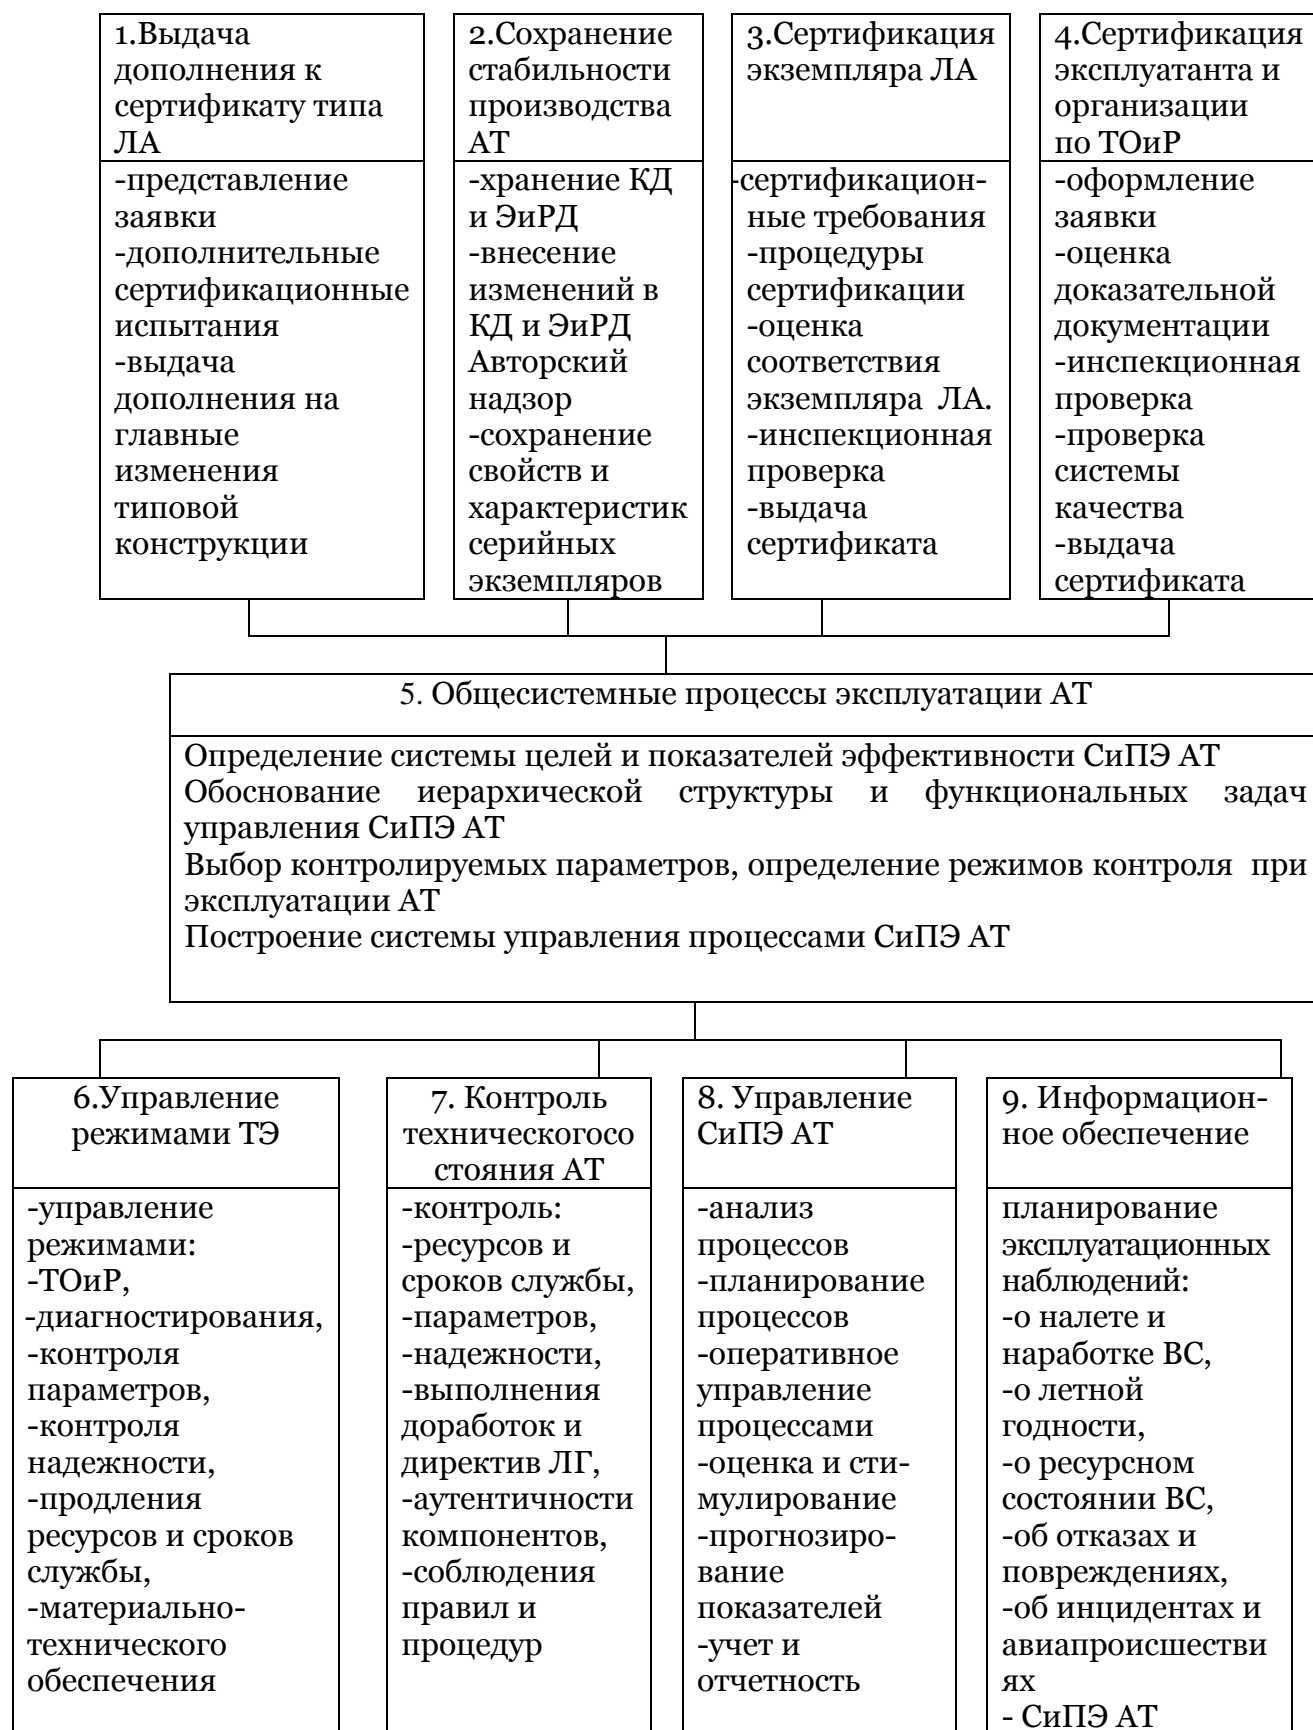 1.Выдача
дополнения к
сертификату типа
ЛА
-представление
заявки
-дополнительные
сертификационные
испытания
-выдача
дополнения на
главные
изменения
типовой
конструкции
2.Сохранение
стабильности
производства
АТ
-хранение КД
и ЭиРД
-внесение
изменений в
КД и ЭиРД
Авторский
надзор
-сохранение
свойств и
характеристик
серийных
экземпляров
3.Сертификация
экземпляра ЛА
-сертификацион-
ные требования
-процедуры
сертификации
-оценка
соответствия
экземпляра ЛА.
-инспекционная
проверка
-выдача
сертификата
4.Сертификация
эксплуатанта и
организации
по ТОиР
-оформление
заявки
-оценка
доказательной
документации
-инспекционная
проверка
-проверка
системы
качества
-выдача
сертификата
5. Общесистемные процессы эксплуатации АТ
Определение системы целей и показателей эффективности СиПЭ АТ
Обоснование иерархической структуры и функциональных задач
управления СиПЭ АТ
Выбор контролируемых параметров, определение режимов контроля при
эксплуатации АТ
Построение системы управления процессами СиПЭ АТ
6.Управление
режимами ТЭ
-управление
режимами:
-ТОиР,
-диагностирования,
-контроля
параметров,
-контроля
надежности,
-продления
ресурсов и сроков
службы,
-материально-
технического
обеспечения
7. Контроль
техническогосо
стояния АТ
-контроль:
-ресурсов и
сроков службы,
-параметров,
-надежности,
-выполнения
доработок и
директив ЛГ,
-аутентичности
компонентов,
-соблюдения
правил и
процедур
8. Управление
СиПЭ АТ
-анализ
процессов
-планирование
процессов
-оперативное
управление
процессами
-оценка и сти-
мулирование
-прогнозиро-
вание
показателей
-учет и
отчетность
9. Информацион-
ное обеспечение
планирование
эксплуатационных
наблюдений:
-о налете и
наработке ВС,
-о летной
годности,
-о ресурсном
состоянии ВС,
-об отказах и
повреждениях,
-об инцидентах и
авиапроисшестви
ях
- СиПЭ АТ